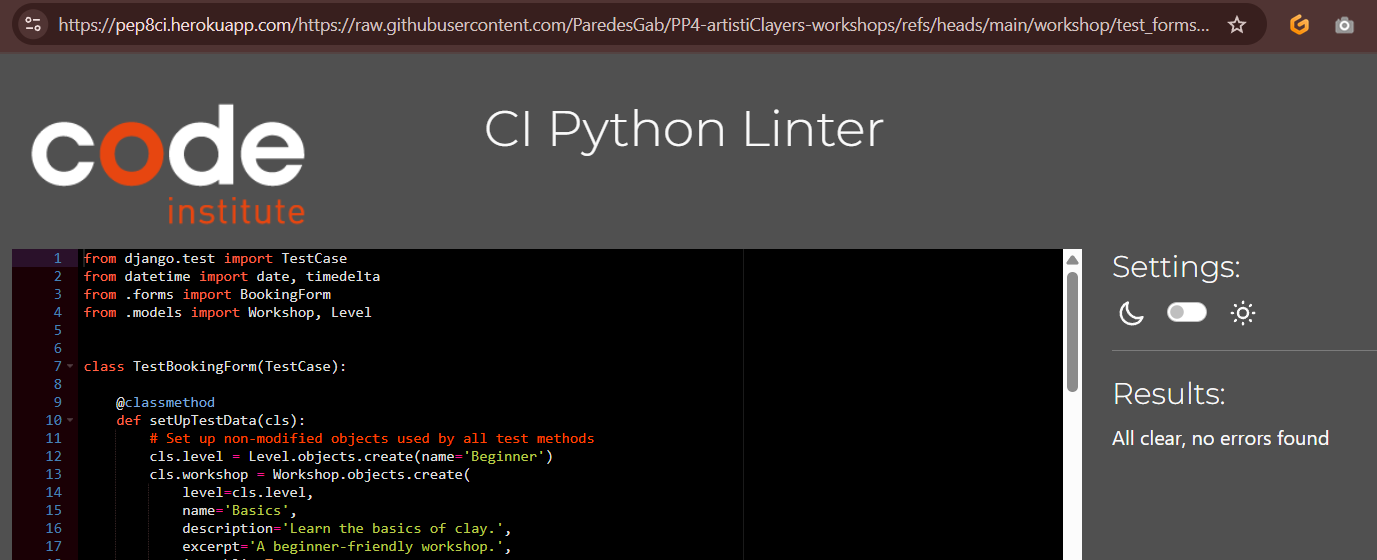 https://pep8ci.herokuapp.com/https://raw.githubusercontent.com/ParedesGab/PP4-artistiClayers-workshops/refs/heads/main/workshop/test_forms...
code
institute
CI Python Linter
1 from django.test import TestCase
2 from datetime import date, timedelta
3 from .forms import BookingForm
4 from .models import Workshop, Level
5
6
7 class TestBookingForm(TestCase):
8
9     @classmethod
10     def setUpTestData(cls):
11         # Set up non-modified objects used by all test methods
12         cls.level = Level.objects.create(name='Beginner')
13         cls.workshop = Workshop.objects.create(
14             level=cls.level,
15             name='Basics',
16             description='Learn the basics of clay.',
17             excerpt='A beginner-friendly workshop.',
Settings:
Results:
All clear, no errors found